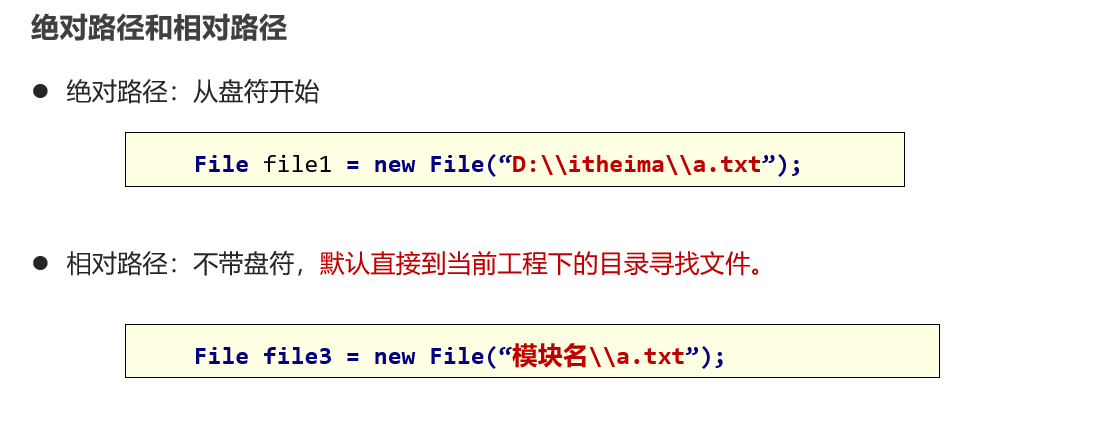 绝对路径和相对路径
● 绝对路径：从盘符开始
File file1 = new File(“D:\\itheima\\a.txt”);
● 相对路径：不带盘符，默认直接到当前工程下的目录寻找文件。
File file3 = new File(“模块名\\a.txt”);